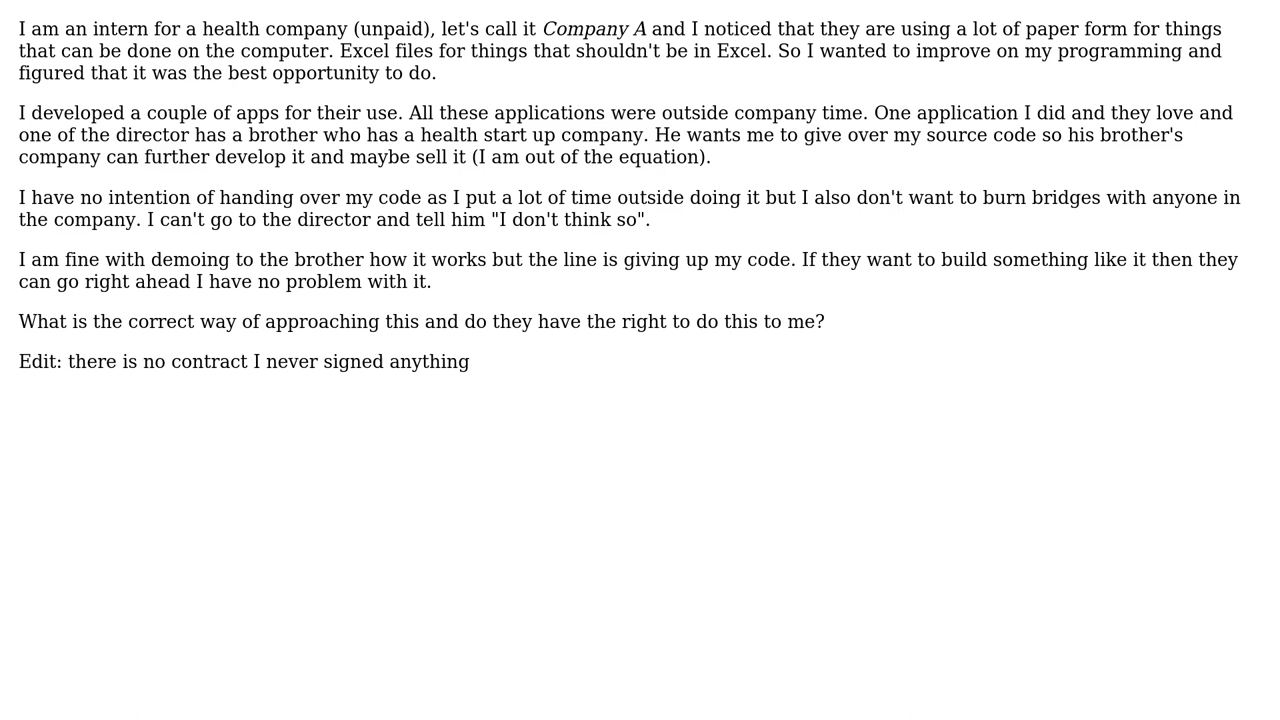 I am an intern for a health company (unpaid), let's call it Company A and I noticed that they are using a lot of paper form for things
that can be done on the computer. Excel files for things that shouldn't be in Excel. So I wanted to improve on my programming and
figured that it was the best opportunity to do.
I developed a couple of apps for their use. All these applications were outside company time. One application I did and they love and
one of the director has a brother who has a health start up company. He wants me to give over my source code so his brother's
company can further develop it and maybe sell it (I am out of the equation).
I have no intention of handing over my code as I put a lot of time outside doing it but I also don't want to burn bridges with anyone in
the company. I can't go to the director and tell him "I don't think so".
I am fine with demoing to the brother how it works but the line is giving up my code. If they want to build something like it then they
can go right ahead I have no problem with it.
What is the correct way of approaching this and do they have the right to do this to me?
Edit: there is no contract I never signed anything